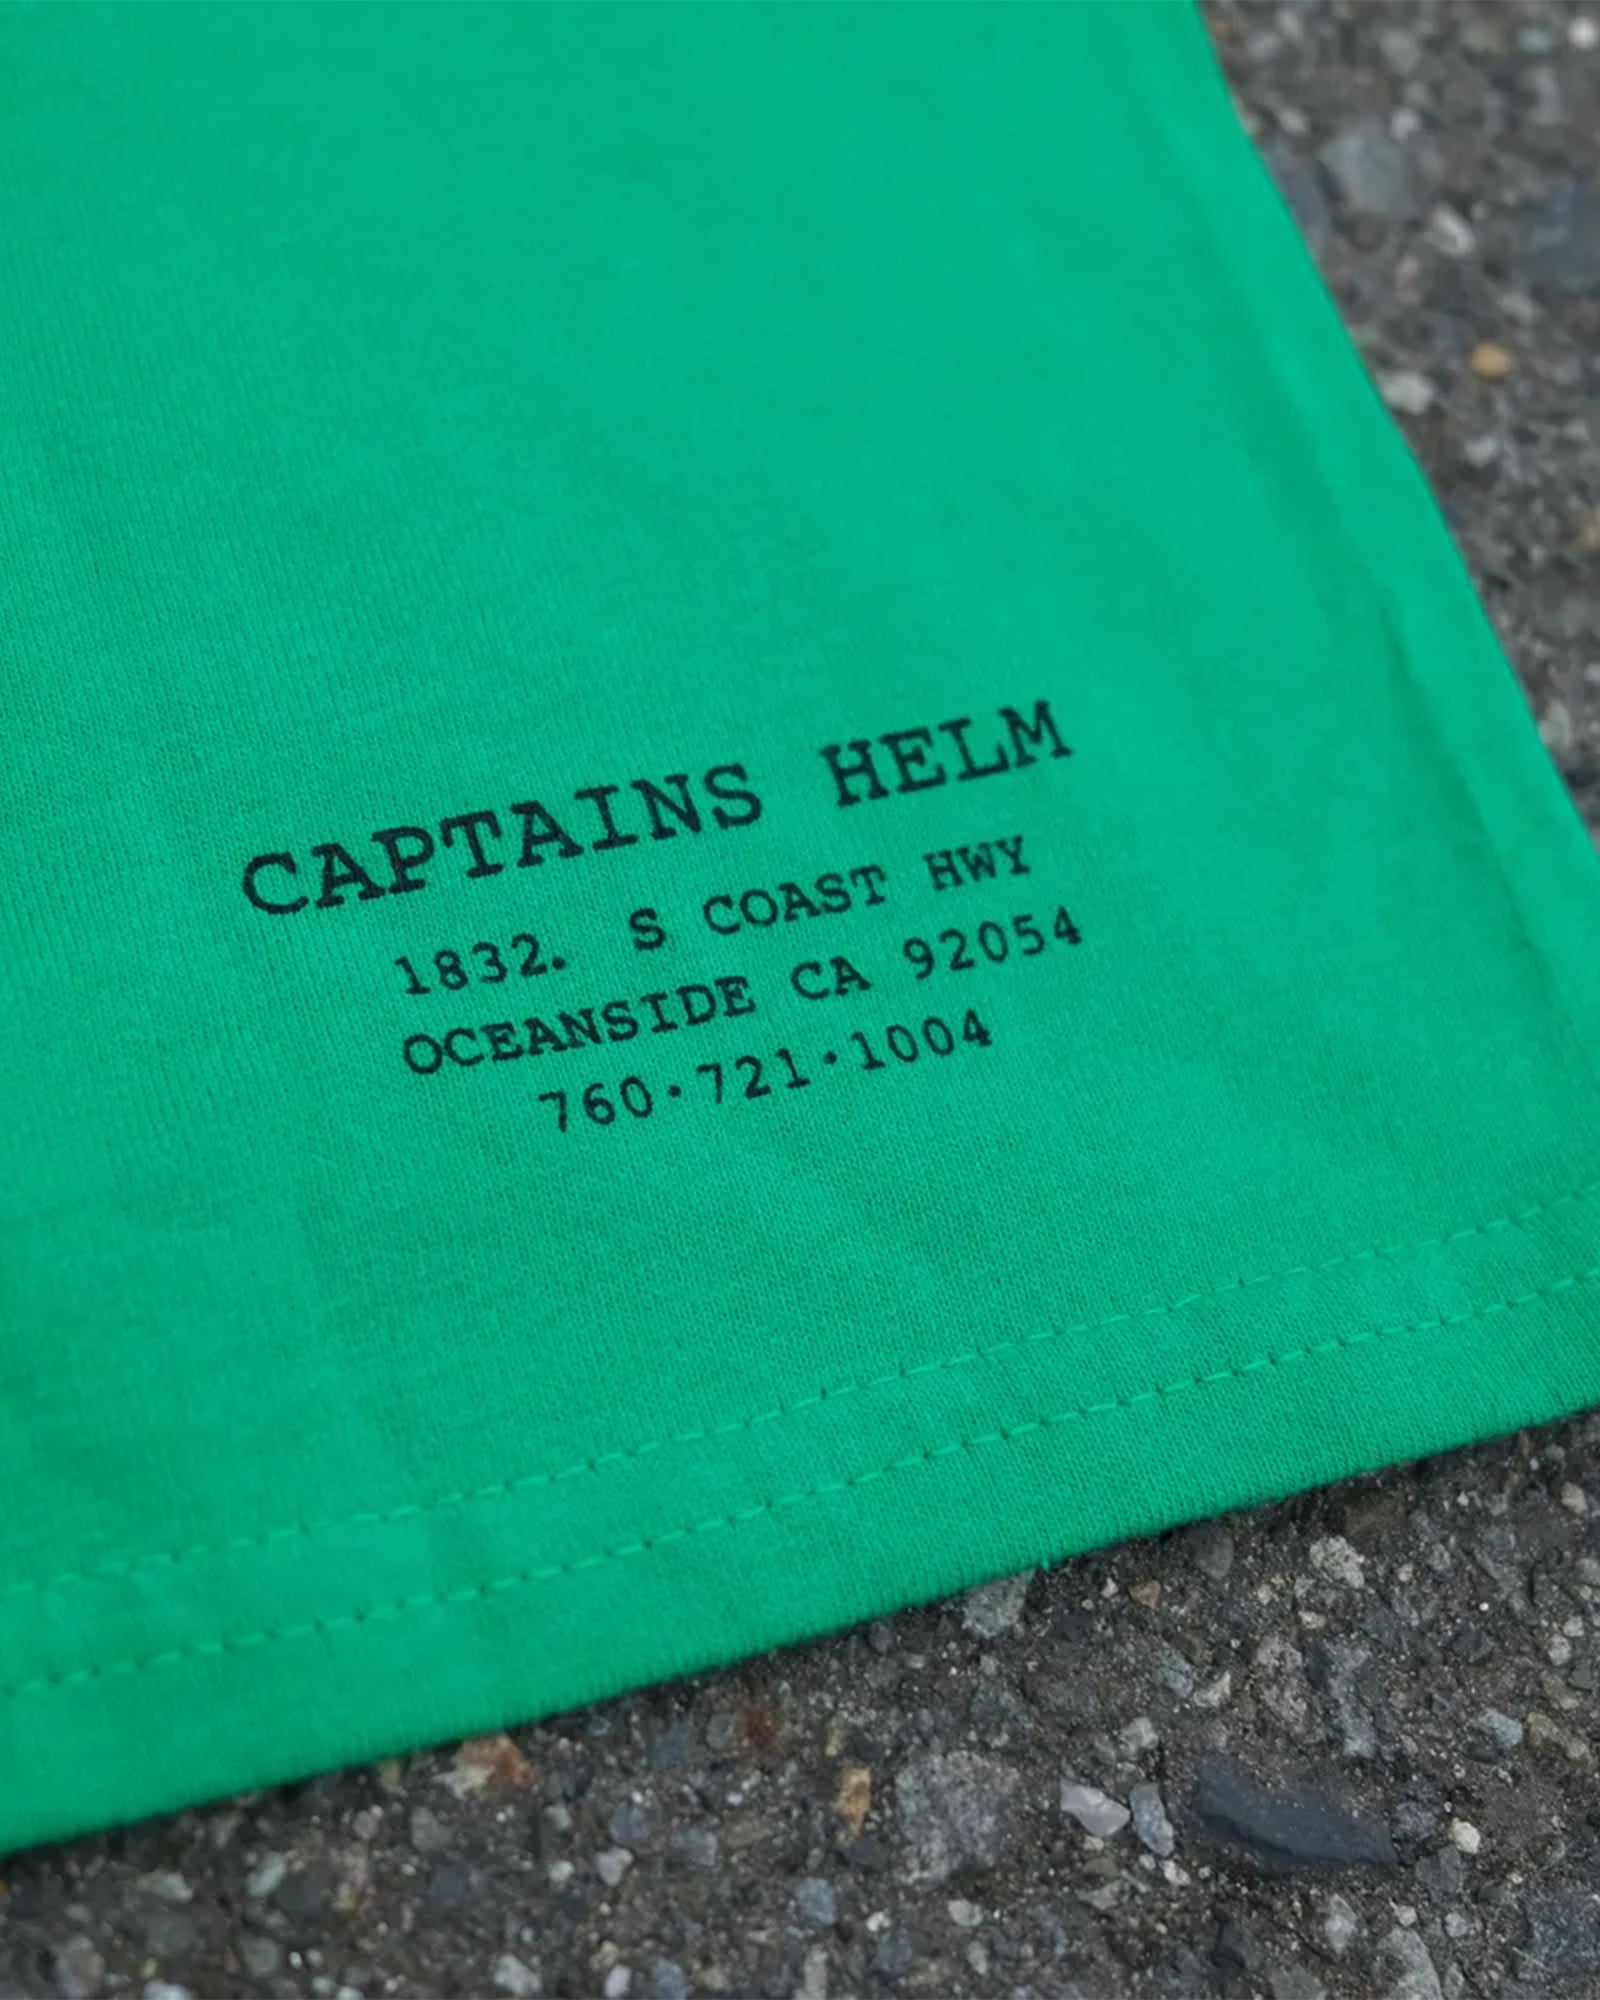 CAPTAINS HELM
1832. S COAST HWY
OCEANSIDE CA 92054
760·721·1004